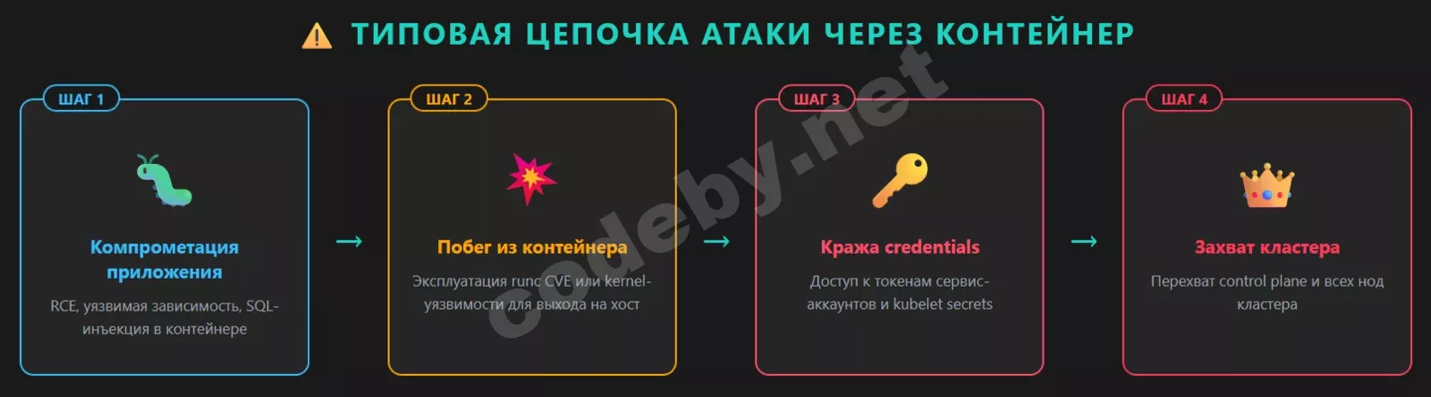 ТИПОВАЯ ЦЕПОЧКА АТАКИ ЧЕРЕЗ КОНТЕЙНЕР
ШАГ 1
Компрометация
приложения
RCE, уязвимая зависимость, SQL-
инъекция в контейнере
→
ШАГ 2
Побег из контейнера
Эксплуатация runc CVE или kernel-
уязвимости для выхода на хост
→
ШАГ 3
Кража credentials
Доступ к токенам сервис-
аккаунтов и kubelet secrets
→
ШАГ 4
Захват кластера
Перехват control plane и всех нод
кластера
codeby.net